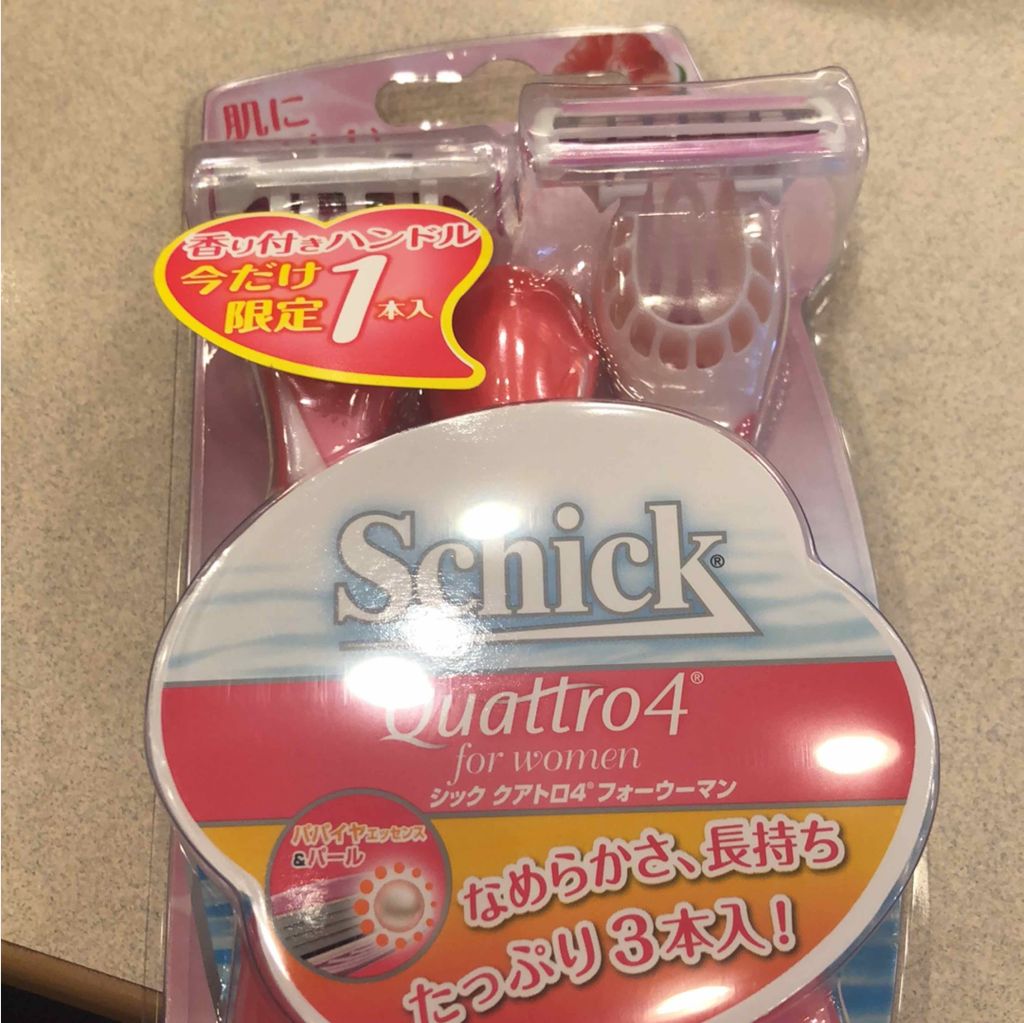 肌に
香り付きハンドル
今だけ
限定1本入
Schick®
Quattro4®
for women
シック クアトロ4® フォーウーマン
パパイヤエッセンス
&パール
なめらかさ、長持ち
たっぷり3本入!